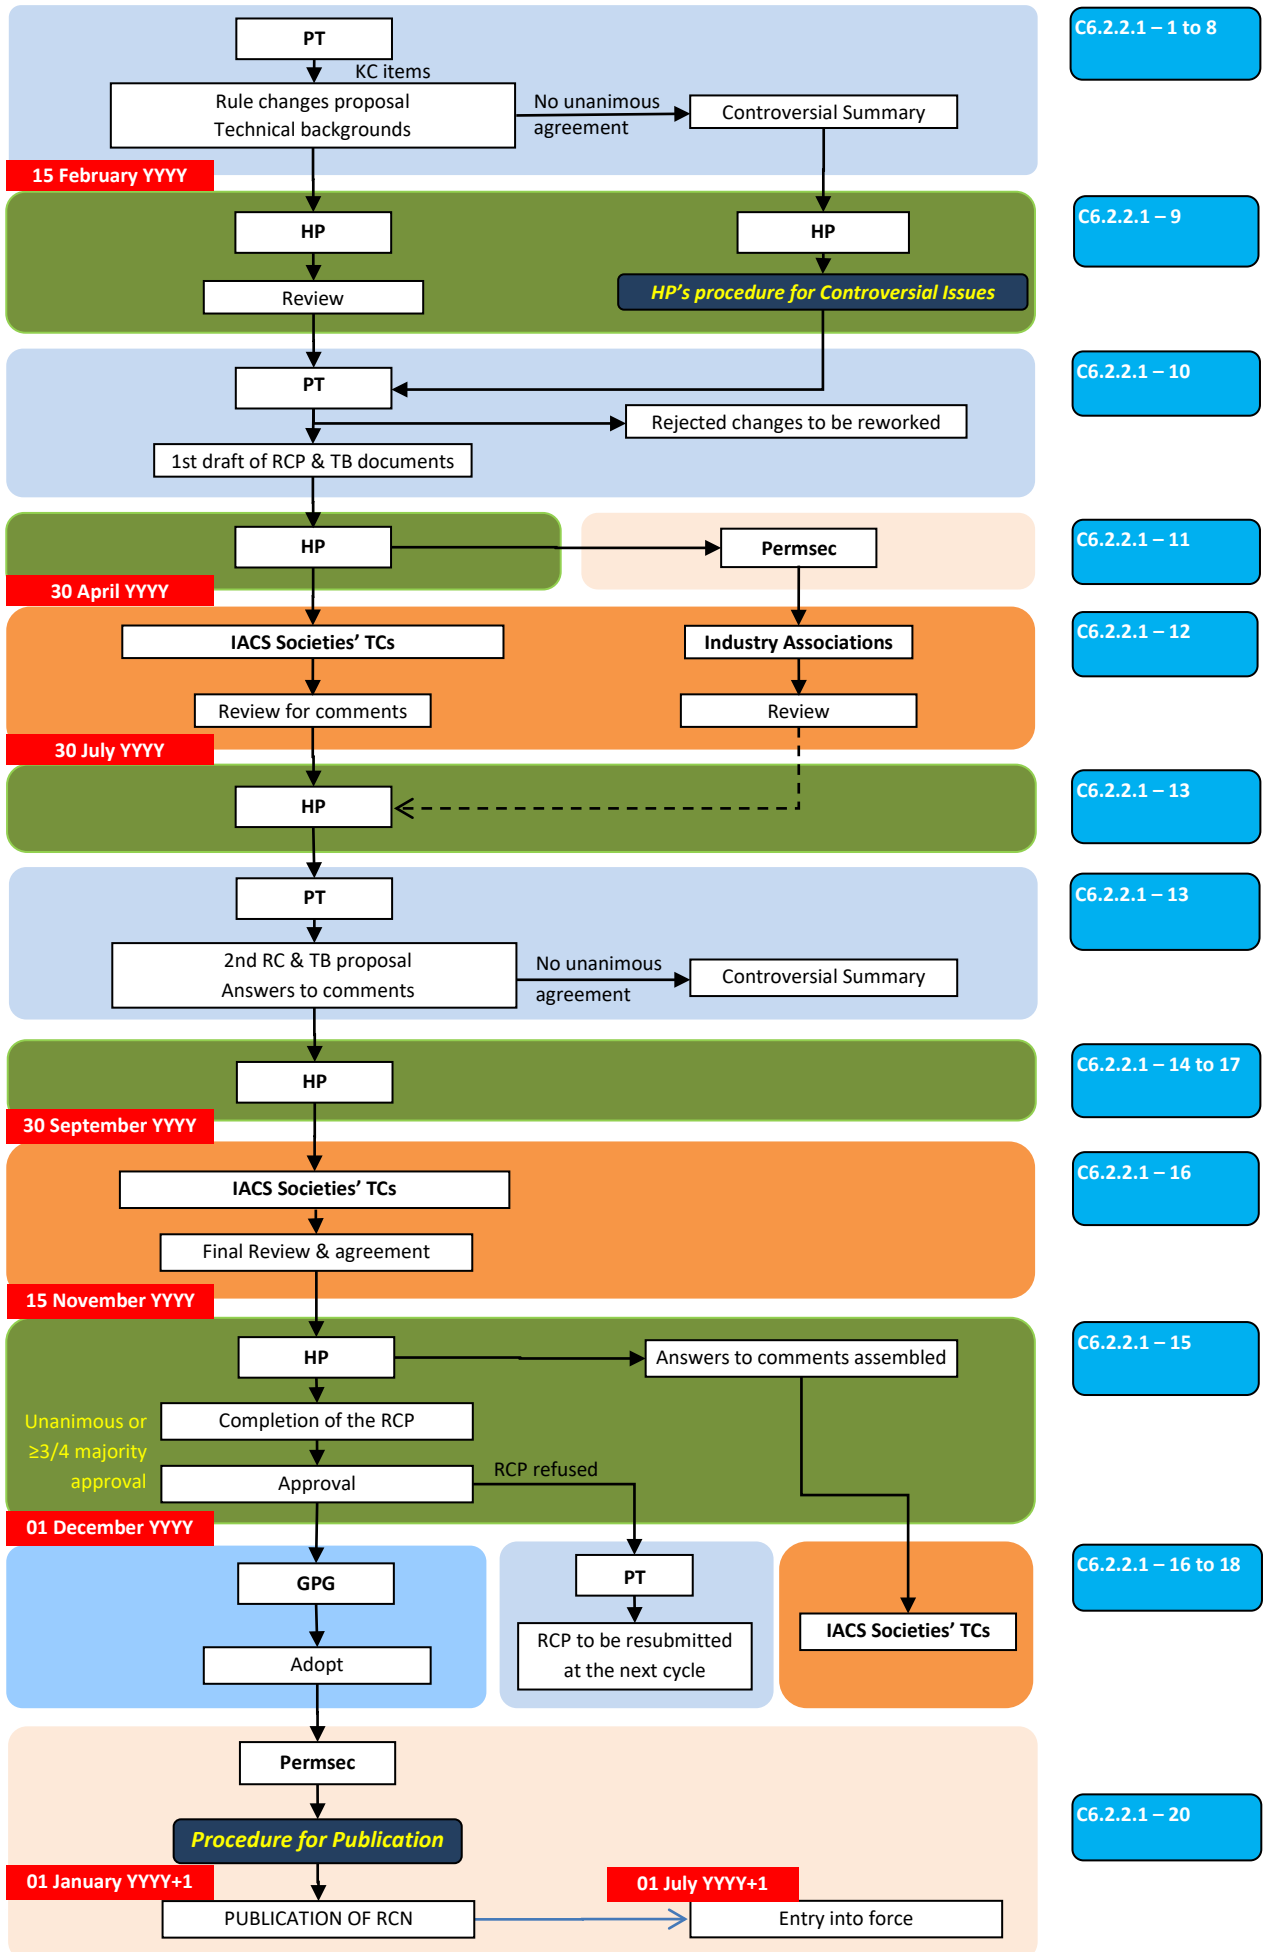 PT
C6.2.2.1 – 1 to 8
KC items
Rule changes proposal
Technical backgrounds
No unanimous
agreement
Controversial Summary
15 February YYYY
HP
HP
C6.2.2.1 – 9
Review
HP's procedure for Controversial Issues
PT
C6.2.2.1 – 10
Rejected changes to be reworked
1st draft of RCP & TB documents
HP
Permsec
C6.2.2.1 – 11
30 April YYYY
IACS Societies' TCs
Industry Associations
C6.2.2.1 – 12
Review for comments
Review
30 July YYYY
HP
C6.2.2.1 – 13
PT
C6.2.2.1 – 13
2nd RC & TB proposal
Answers to comments
No unanimous
agreement
Controversial Summary
HP
C6.2.2.1 – 14 to 17
30 September YYYY
IACS Societies' TCs
C6.2.2.1 – 16
Final Review & agreement
15 November YYYY
HP
Answers to comments assembled
C6.2.2.1 – 15
Unanimous or
≥3/4 majority
approval
Completion of the RCP
Approval
RCP refused
01 December YYYY
GPG
PT
C6.2.2.1 – 16 to 18
RCP to be resubmitted
at the next cycle
IACS Societies' TCs
Adopt
Permsec
Procedure for Publication
C6.2.2.1 – 20
01 January YYYY+1
01 July YYYY+1
PUBLICATION OF RCN
Entry into force